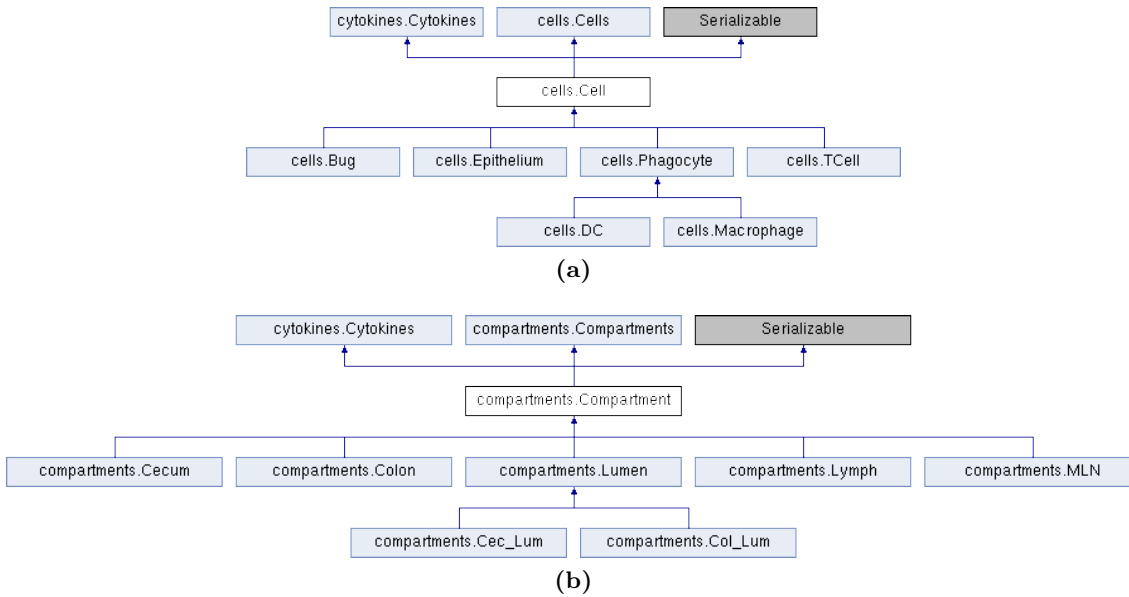 cytokines.Cytokines cells.Cells Serializable
cells.Cell
cells.Bug cells.Epithelium cells.Phagocyte cells.TCell
cells.DC cells.Macrophage
(a)
cytokines.Cytokines compartments.Compartments Serializable
compartments.Compartment
compartments.Cecum compartments.Colon compartments.Lumen compartments.Lymph compartments.MLN
compartments.Cec_Lum compartments.Col_Lum
(b)